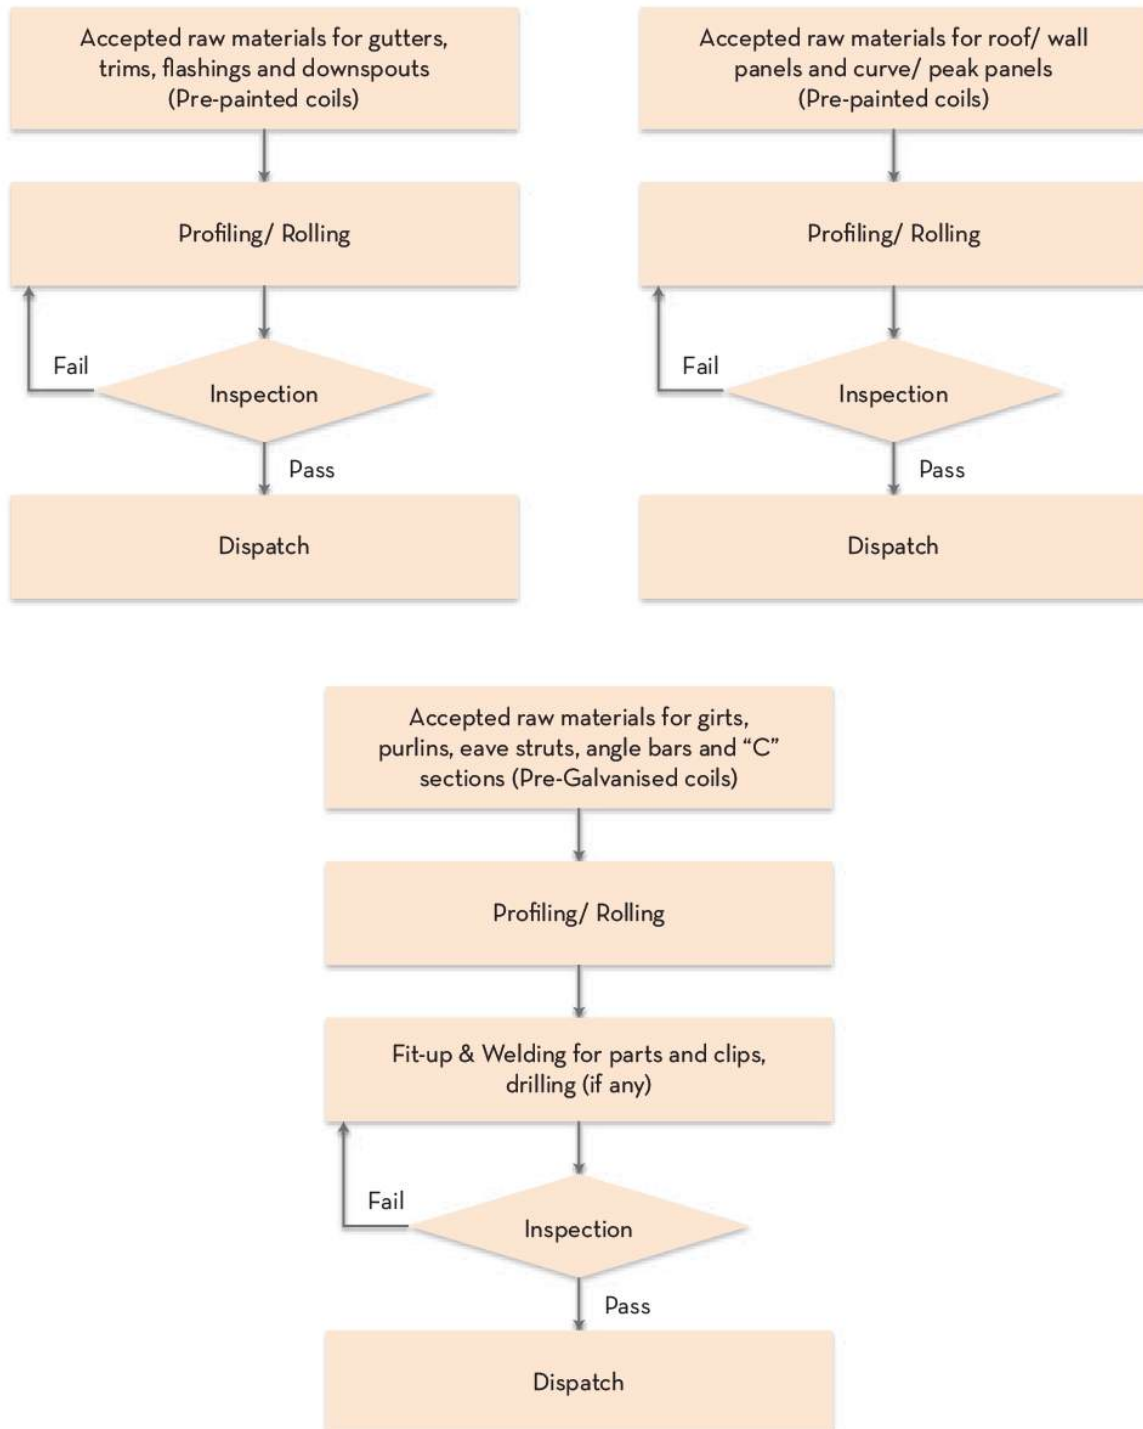 Accepted raw materials for gutters,
trims, flashings and downspouts
(Pre-painted coils)
Profiling/ Rolling
Fail
Inspection
Pass
Dispatch
Accepted raw materials for roof/ wall
panels and curve/ peak panels
(Pre-painted coils)
Profiling/ Rolling
Fail
Inspection
Pass
Dispatch
Accepted raw materials for girts,
purlins, eave struts, angle bars and “C”
sections (Pre-Galvanised coils)
Profiling/ Rolling
Fit-up & Welding for parts and clips,
drilling (if any)
Fail
Inspection
Pass
Dispatch